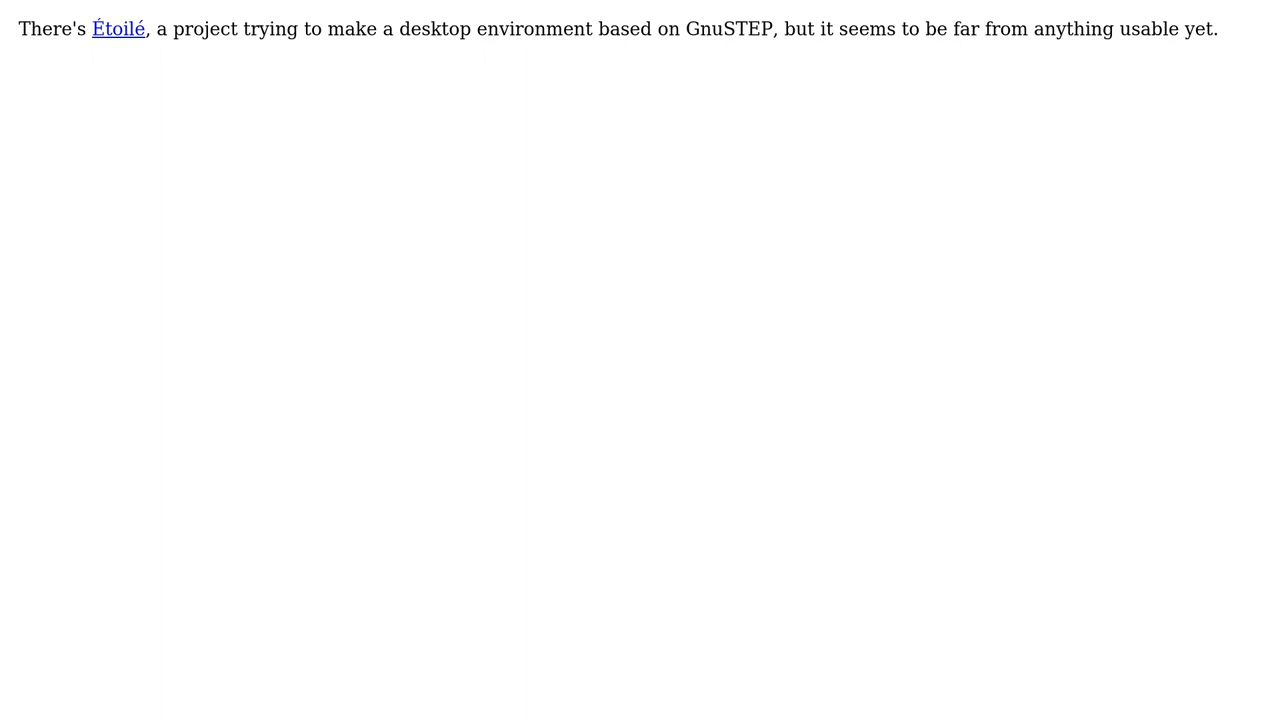 There's Étoilé, a project trying to make a desktop environment based on GnuSTEP, but it seems to be far from anything usable yet.